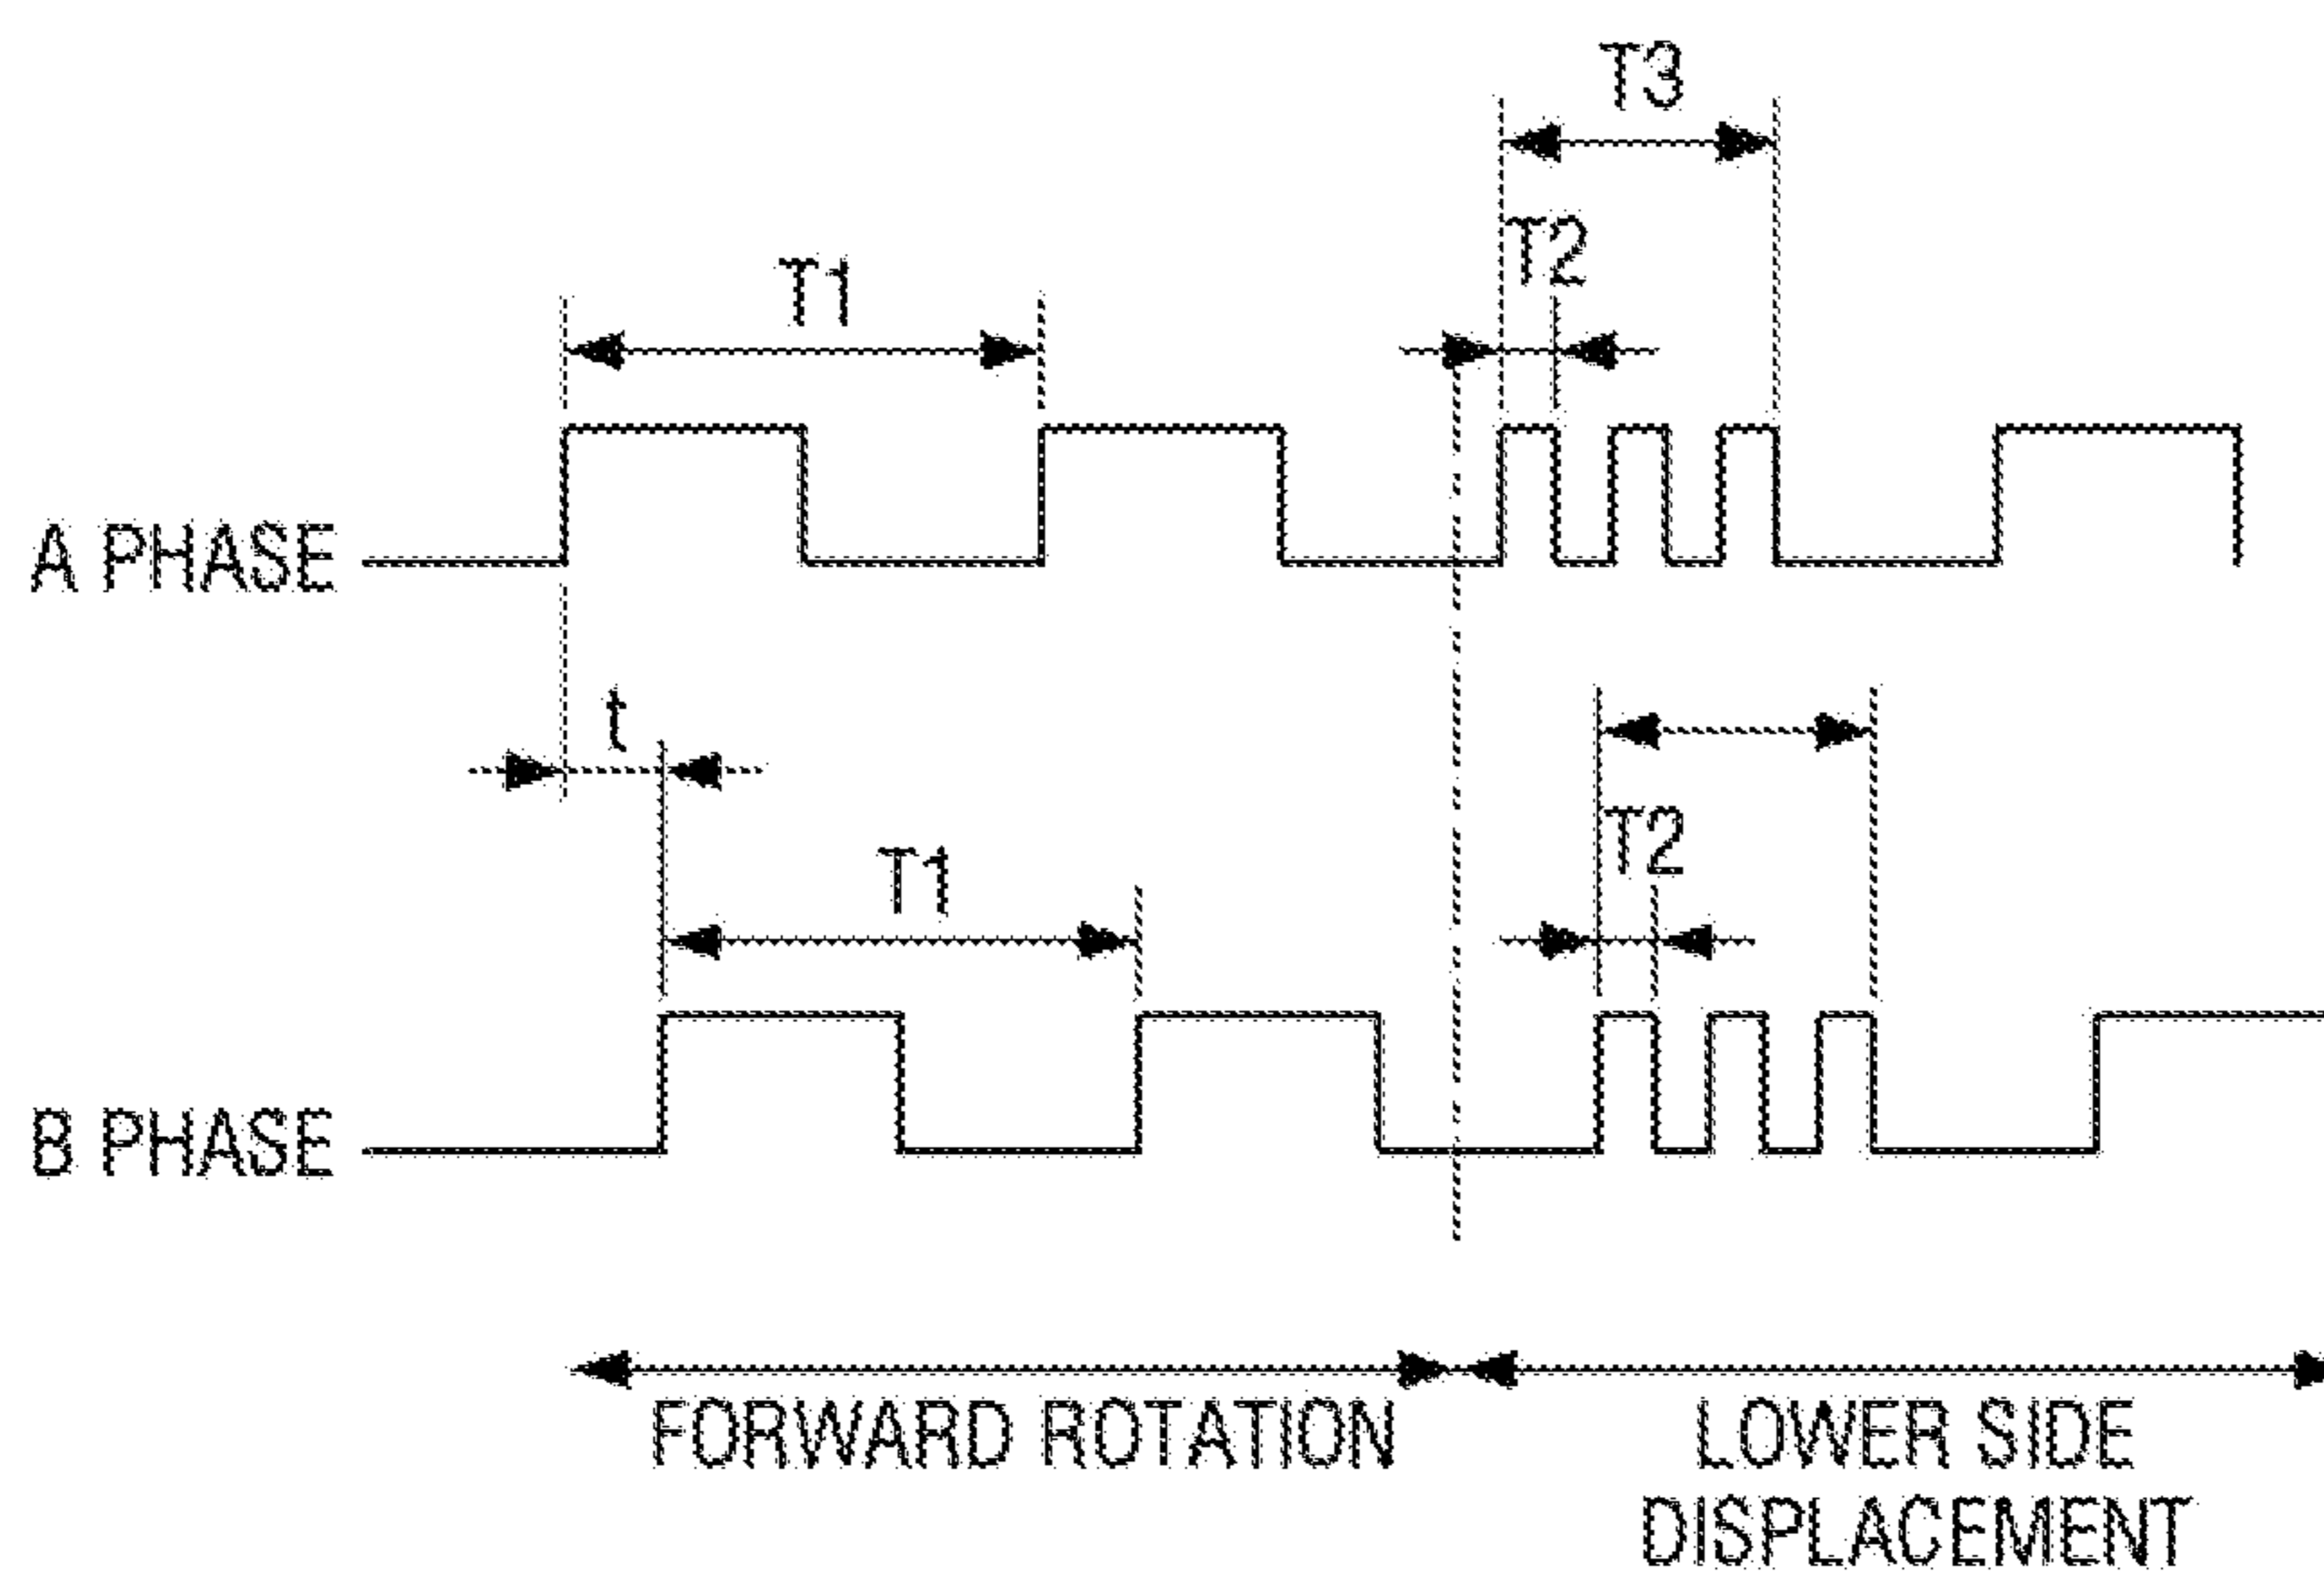 T3
T2
T1
A PHASE
t
T2
T1
B PHASE
FORWARD ROTATION
LOWER SIDE
DISPLACEMENT